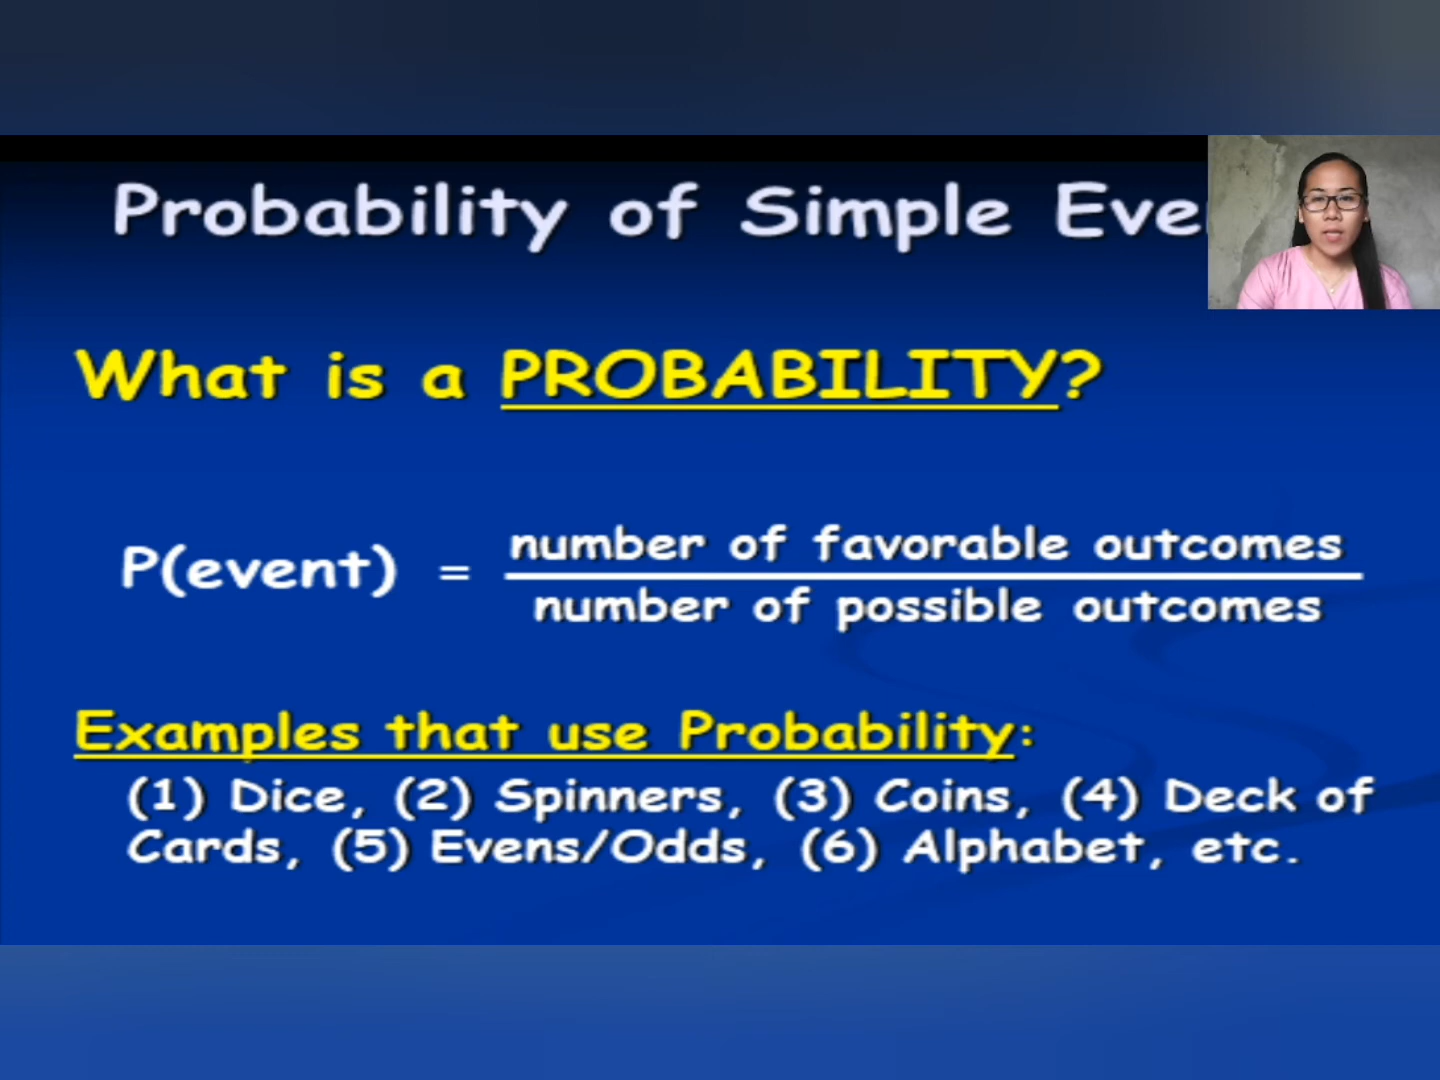 Probability of Simple Eve
What is a PROBABILITY?
P(event) = number of favorable outcomes
number of possible outcomes
Examples that use Probability:
(1) Dice, (2) Spinners, (3) Coins, (4) Deck of
Cards, (5) Evens/Odds, (6) Alphabet, etc.